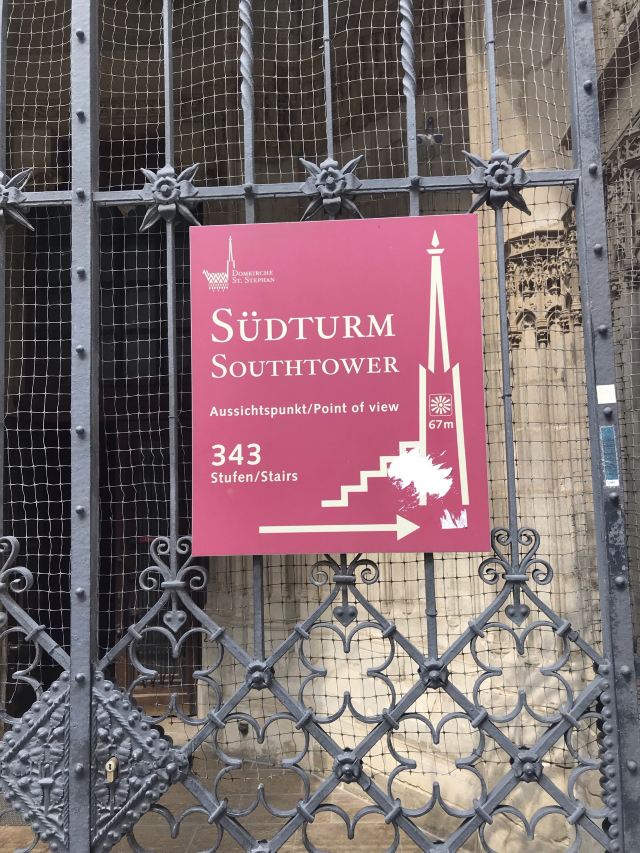 DOMKIRCHE
ST. STEPHAN
SÜDTURM
SOUTHTOWER
Aussichtspunkt/Point of view
67m
343
Stufen/Stairs